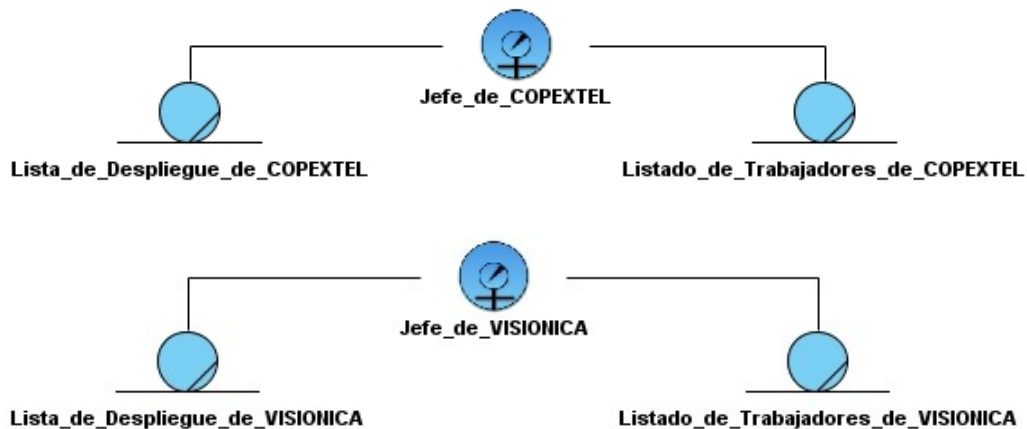 Jefe_de_COPEXTEL
Lista_de_Despliegue_de_COPEXTEL
Listado_de_Trabajadores_de_COPEXTEL
Jefe_de_VISIONICA
Lista_de_Despliegue_de_VISIONICA
Listado_de_Trabajadores_de_VISIONICA